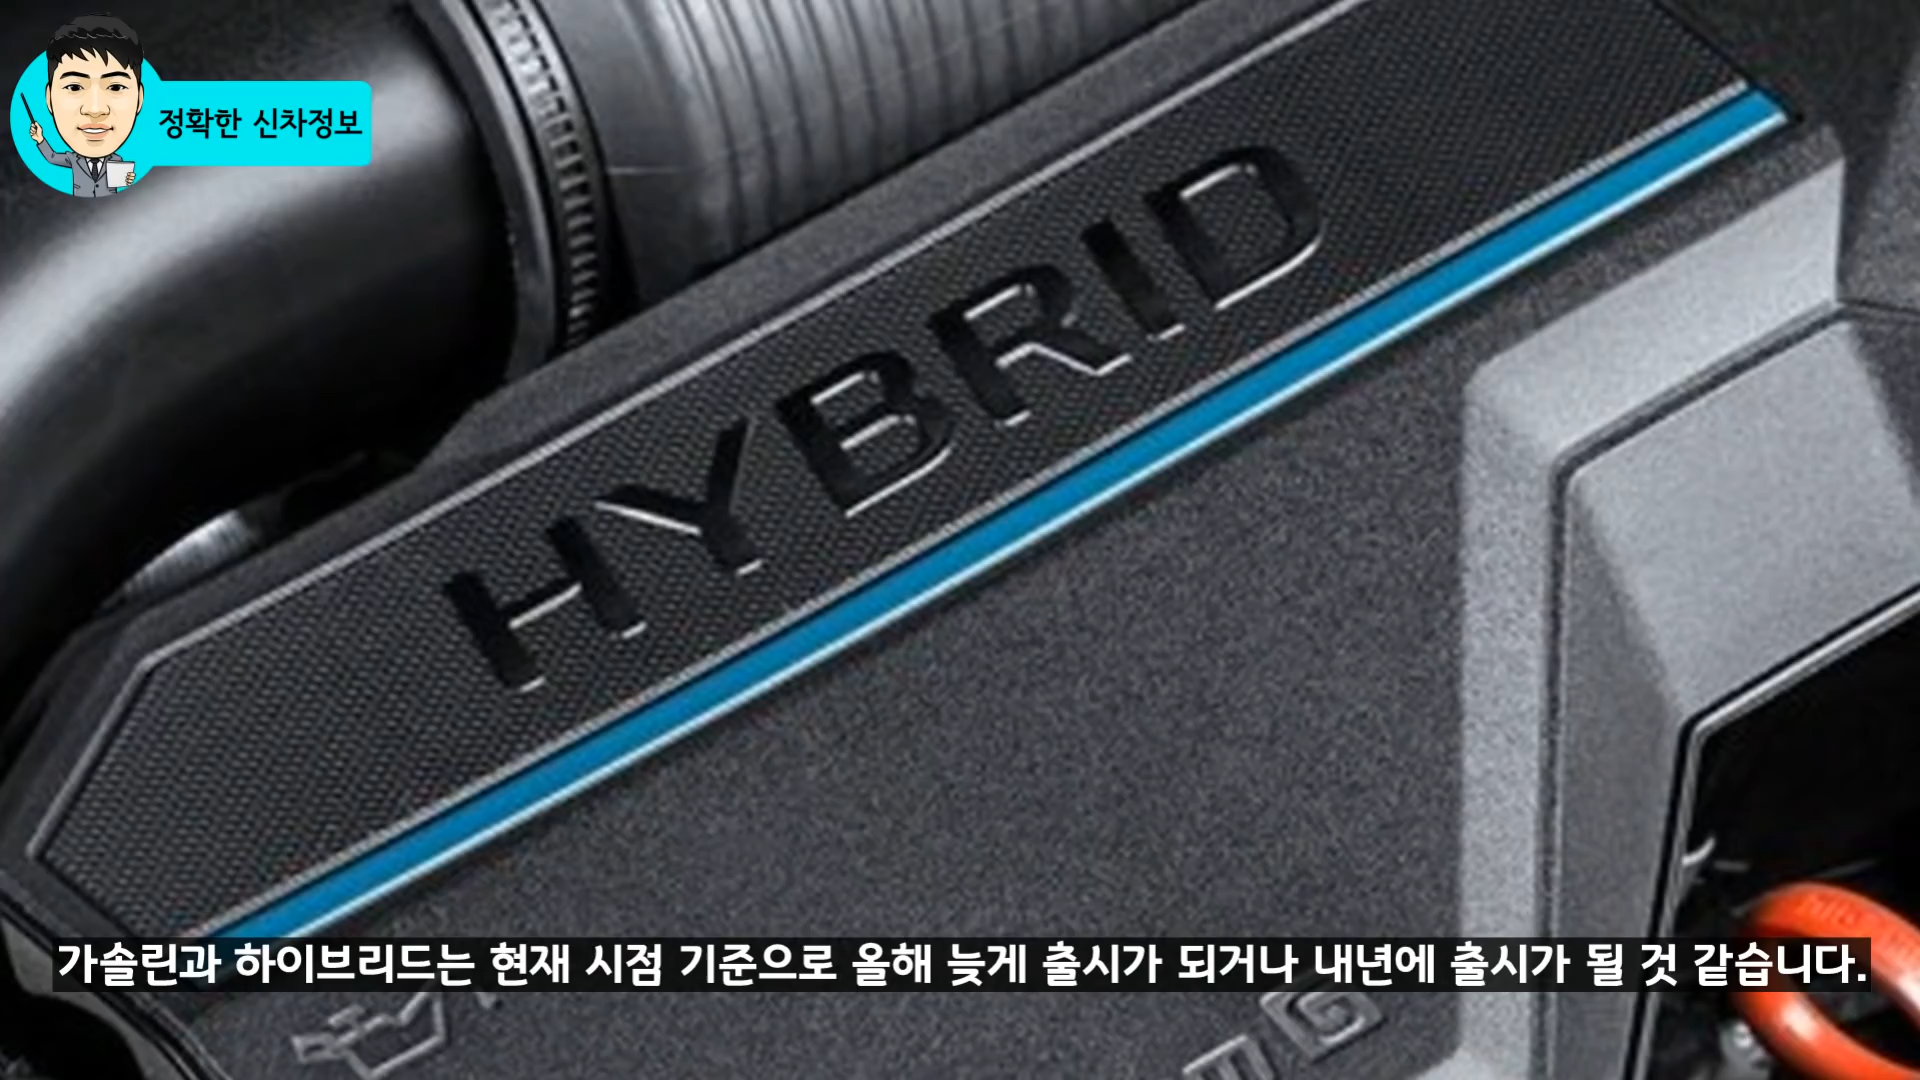 정확한 신차정보
HYBRID
가솔린과 하이브리드는 현재 시점 기준으로 올해 늦게 출시가 되거나 내년에 출시가 될 것 같습니다.